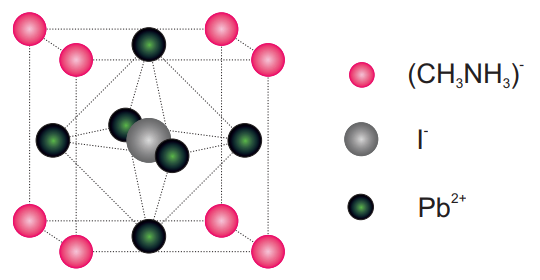 (CH₃NH₃)⁻
I⁻
Pb²⁺